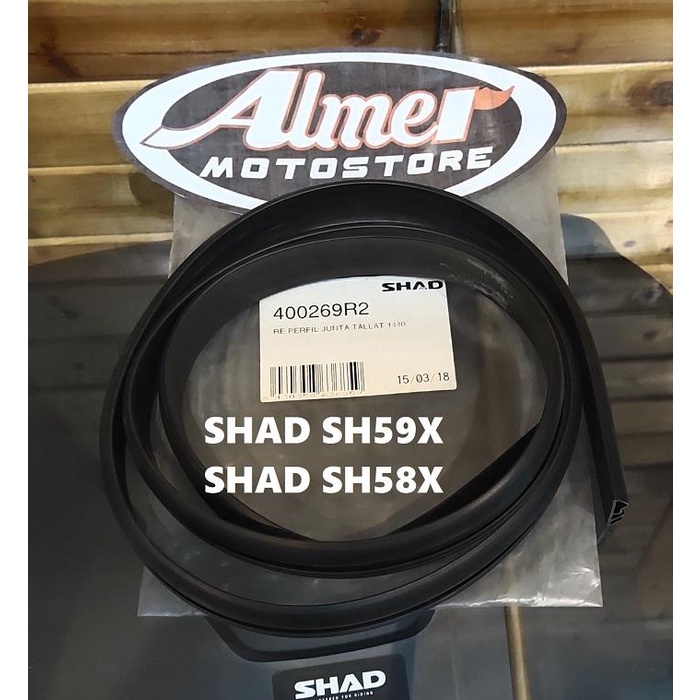 Almer
MOTOSTORE
SHAD
400269R2
RE.PERFIL JUNTA TALLAT 1440
15/03/18
SHAD SH59X
SHAD SH58X
SHAD